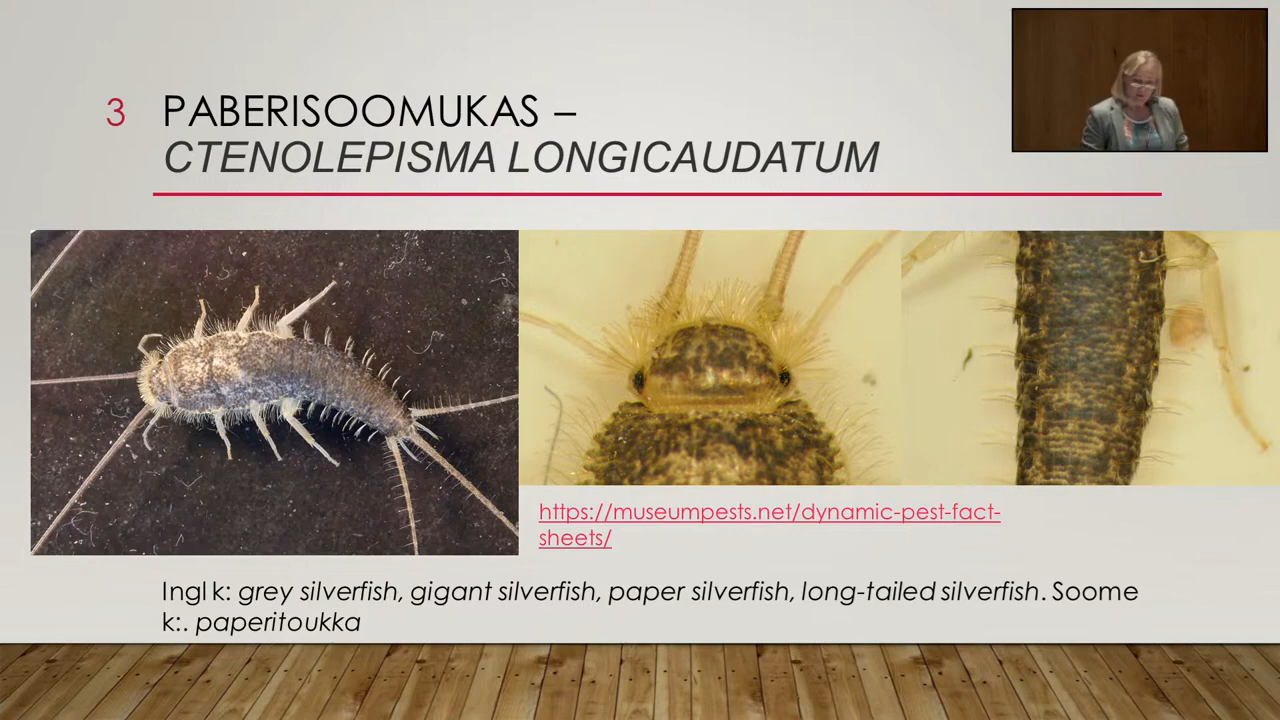 3
PABERISOOMUKAS –
CTENOLEPISMA LONGICAUDATUM
https://museumpests.net/dynamic-pest-fact-
sheets/
Ingl k: grey silverfish, gigant silverfish, paper silverfish, long-tailed silverfish. Soome
k:. paperitoukka